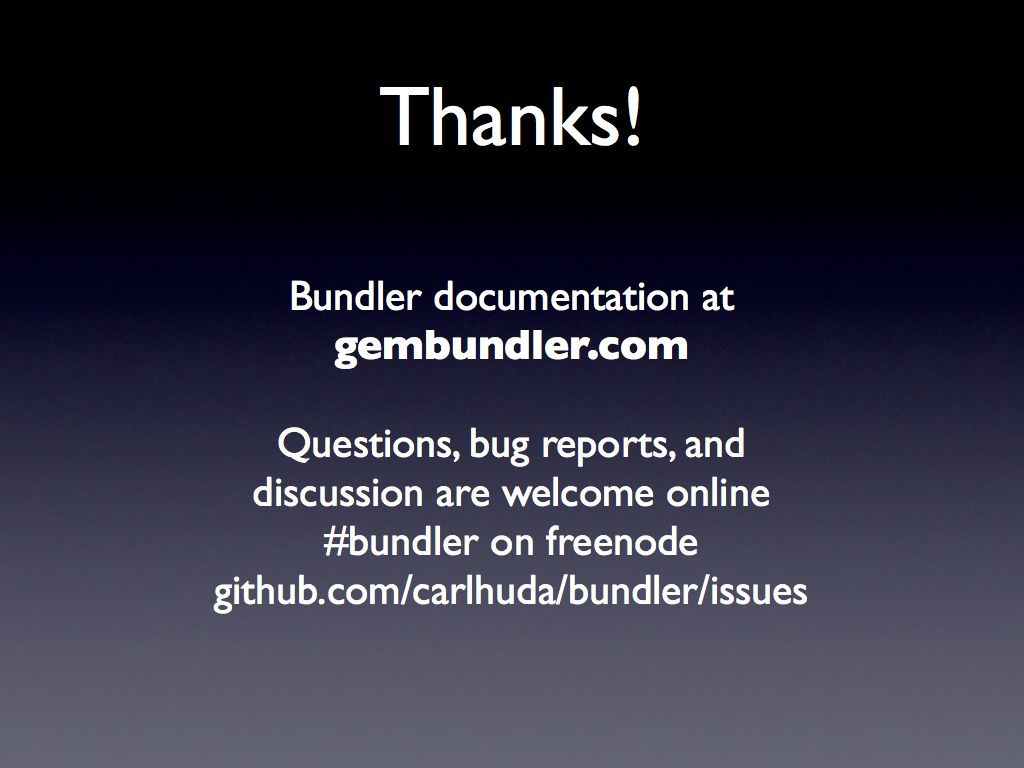 Thanks!
Bundler documentation at
gembundler.com
Questions, bug reports, and
discussion are welcome online
#bundler on freenode
github.com/carlhuda/bundler/issues